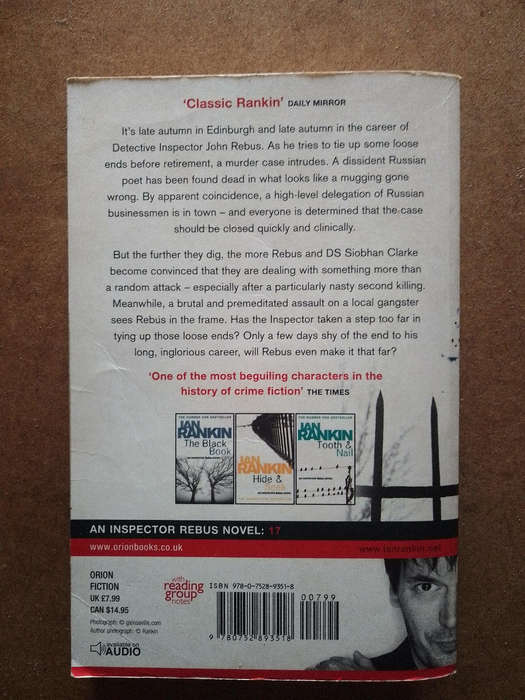 'Classic Rankin' DAILY MIRROR
It's late autumn in Edinburgh and late autumn in the career of
Detective Inspector John Rebus. As he tries to tie up some loose
ends before retirement, a murder case intrudes. A dissident Russian
poet has been found dead in what looks like a mugging gone
wrong. By apparent coincidence, a high-level delegation of Russian
businessmen is in town – and everyone is determined that the case
should be closed quickly and clinically.
But the further they dig, the more Rebus and DS Siobhan Clarke
become convinced that they are dealing with something more than
a random attack – especially after a particularly nasty second killing.
Meanwhile, a brutal and premeditated assault on a local gangster
sees Rebus in the frame. Has the Inspector taken a step too far in
tying up those loose ends? Only a few days shy of the end to his
long, inglorious career, will Rebus even make it that far?
'One of the most beguiling characters in the
history of crime fiction' THE TIMES
IAN
RANKIN
The Black
Book
IAN
RANKIN
Hide &
Seek
IAN
RANKIN
Tooth &
Nail
AN INSPECTOR REBUS NOVEL: 17
www.orionbooks.co.uk
www.ianrankin.net
ORION
FICTION
UK £7.99
CAN $14.95
Author photograph: © Rankin
available on
AUDIO
with
reading
group
notes
ISBN 978-0-7528-9351-8
00799
9 780752 893518